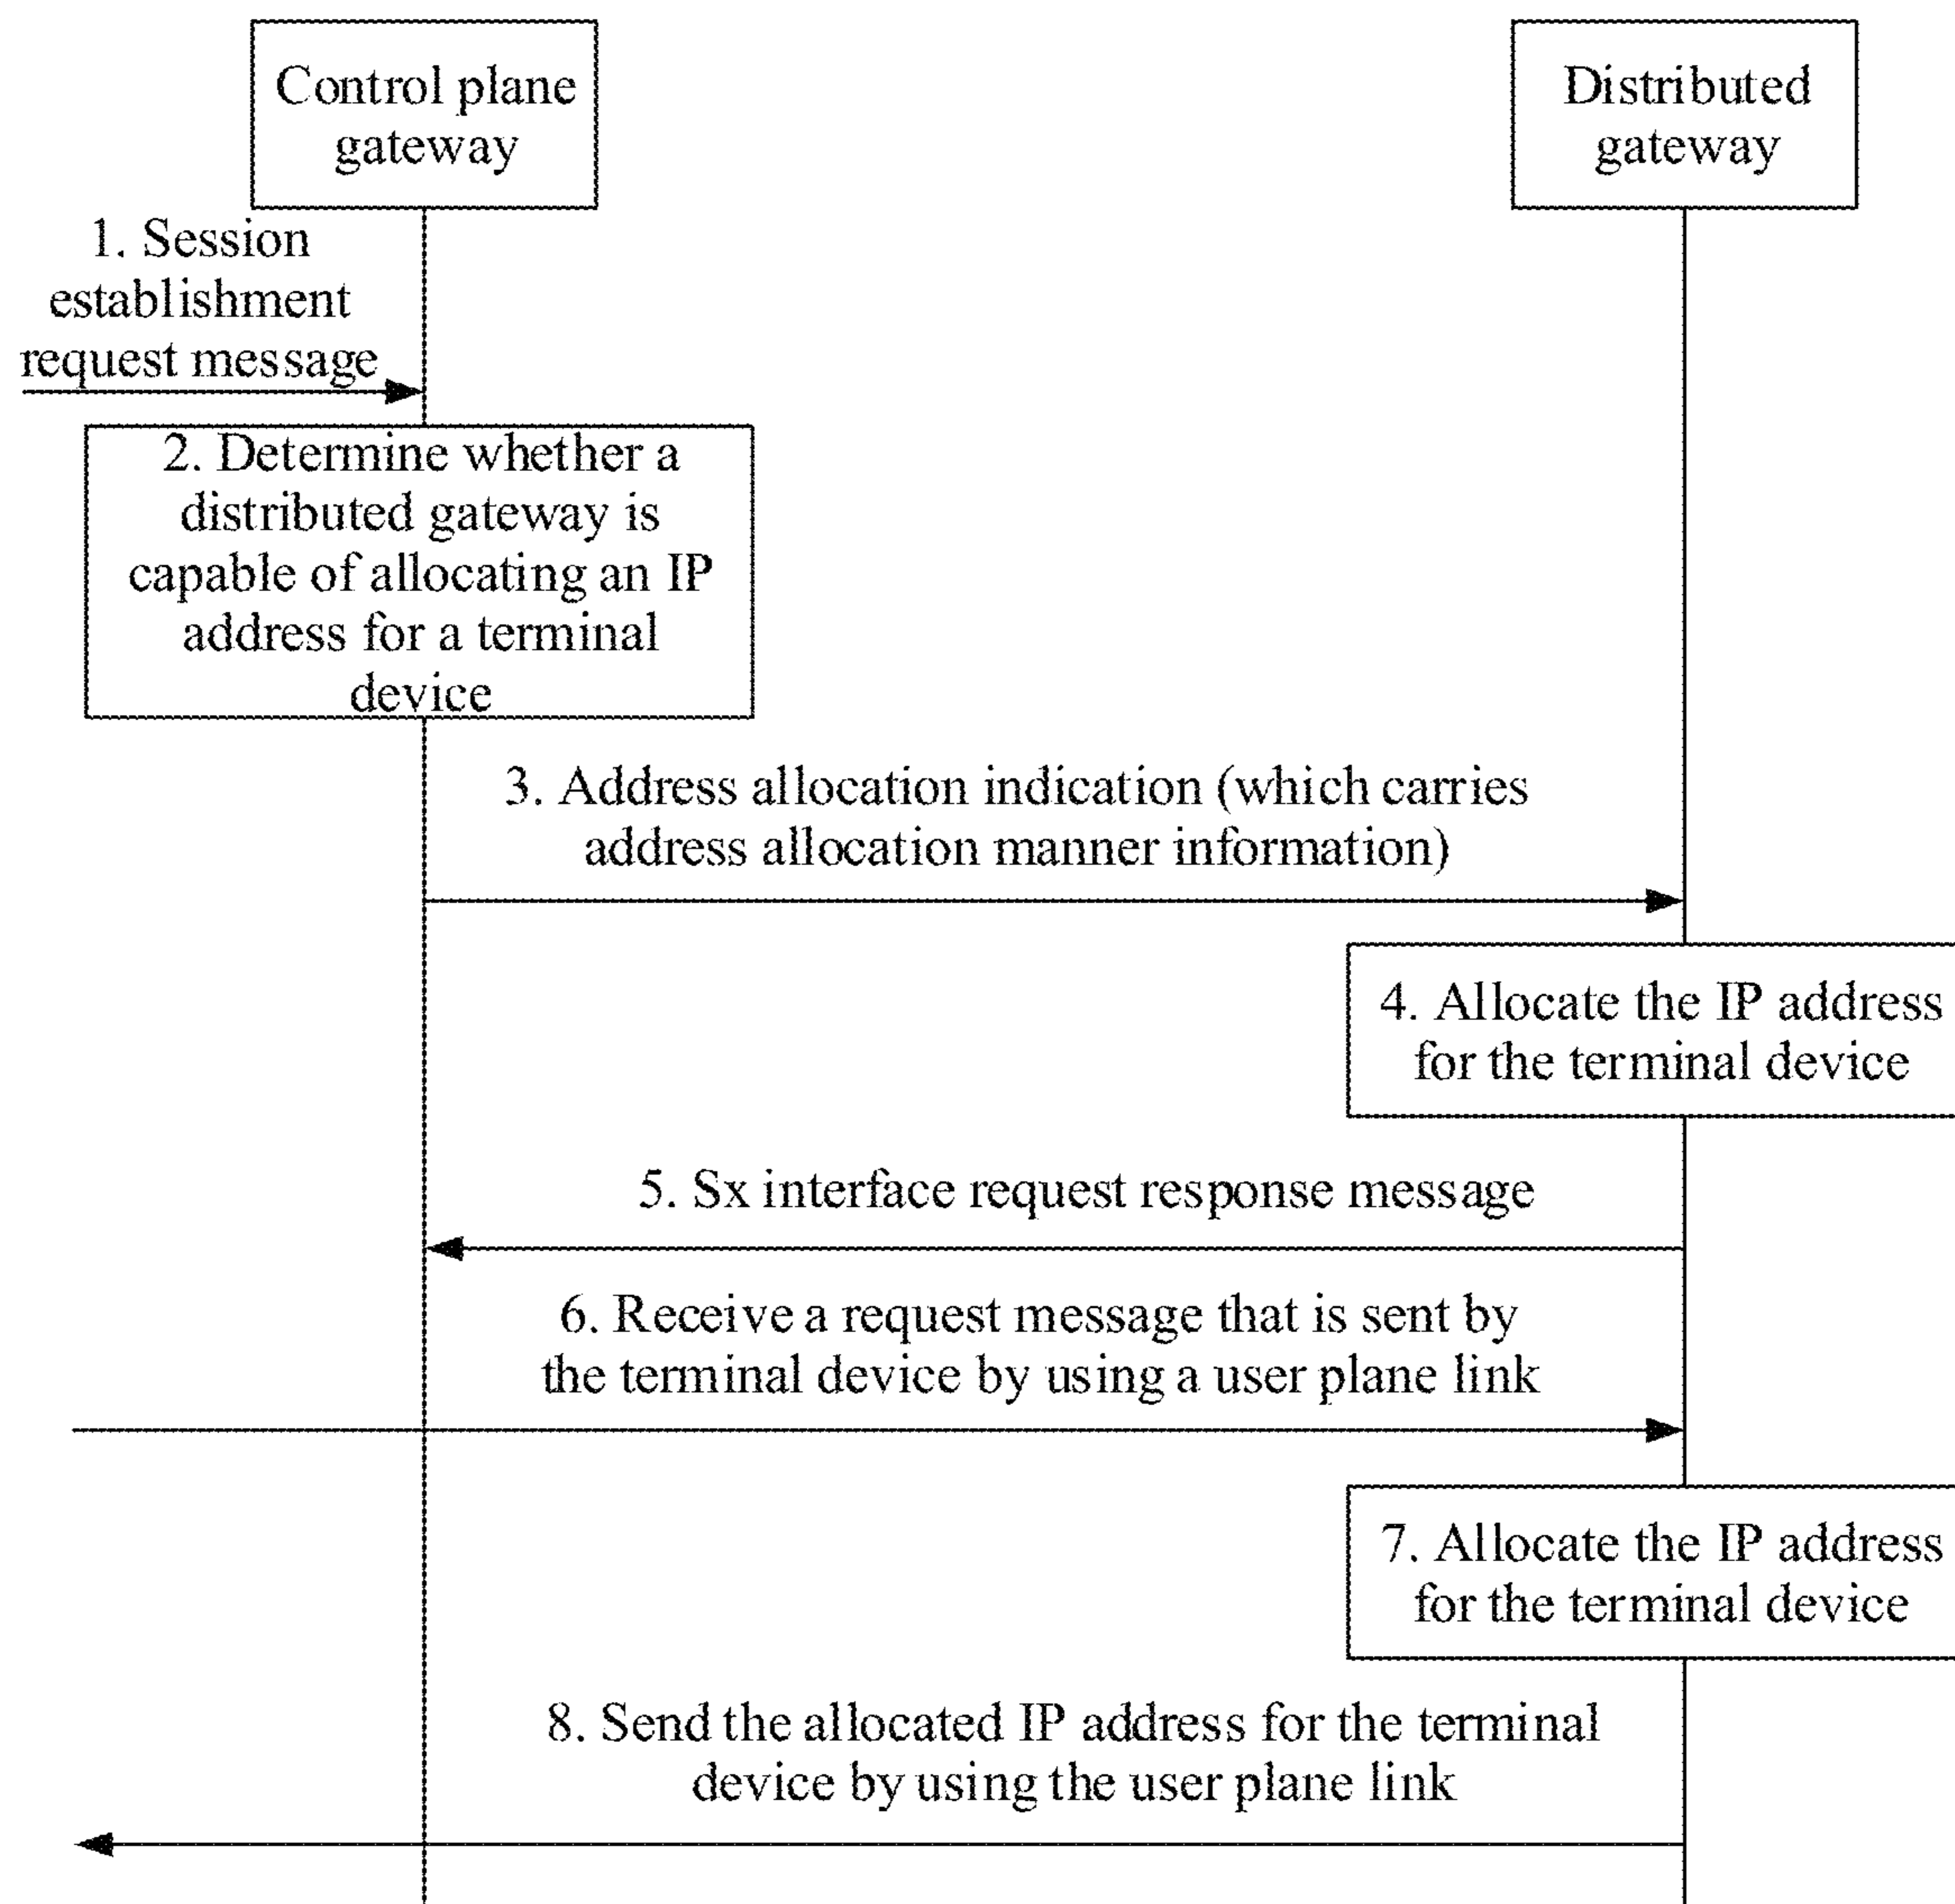 Control plane
gateway
Distributed
gateway
1. Session
establishment
request message
2. Determine whether a
distributed gateway is
capable of allocating an IP
address for a terminal
device
3. Address allocation indication (which carries
address allocation manner information)
4. Allocate the IP address
for the terminal device
5. Sx interface request response message
6. Receive a request message that is sent by
the terminal device by using a user plane link
7. Allocate the IP address
for the terminal device
8. Send the allocated IP address for the terminal
device by using the user plane link